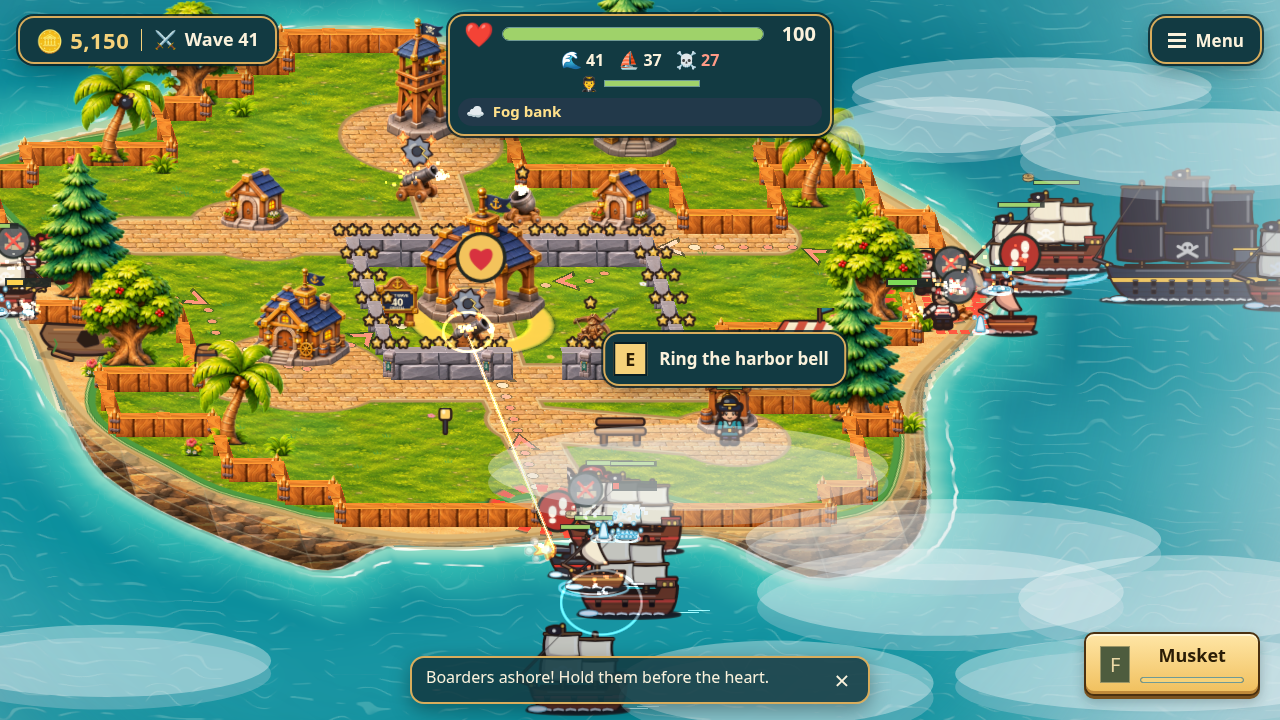 5,150
Wave 41
100
41
37
27
Fog bank
Menu
40
E
Ring the harbor bell
Boarders ashore! Hold them before the heart.
F
Musket